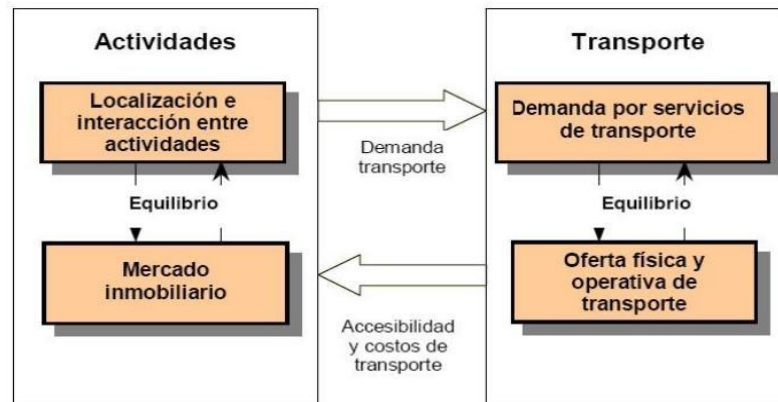 Actividades
Localización e
interacción entre
actividades
Equilibrio
Mercado
inmobiliario
Demanda
transporte
Accesibilidad
y costos de
transporte
Transporte
Demanda por servicios
de transporte
Equilibrio
Oferta física y
operativa de
transporte